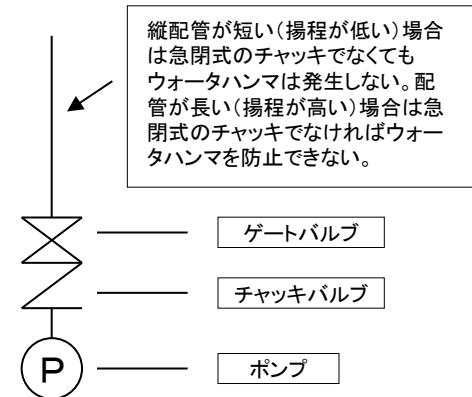 縦配管が短い（揚程が低い）場合
は急閉式のチャッキでなくても
ウォータハンマは発生しない。配
管が長い（揚程が高い）場合は急
閉式のチャッキでなければウォー
タハンマを防止できない。
ゲートバルブ
チャッキバルブ
P
ポンプ